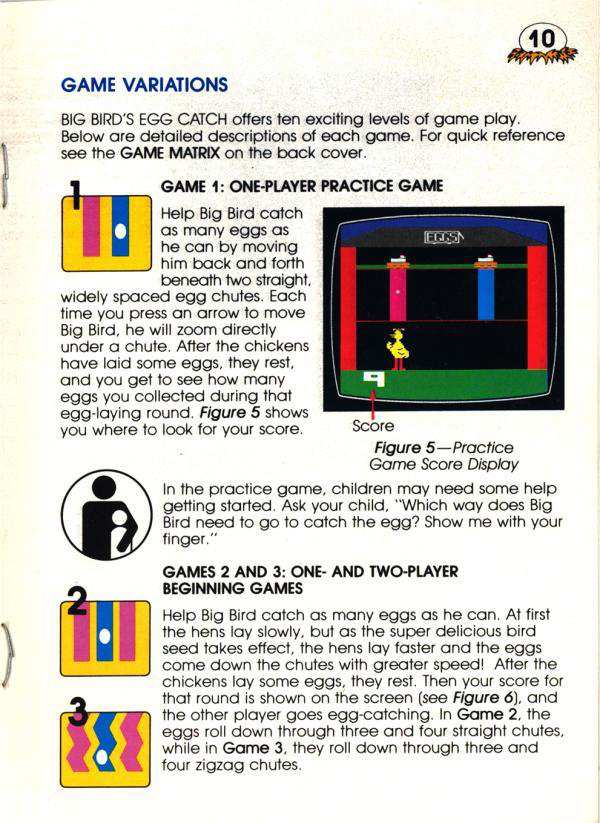 10
GAME VARIATIONS
BIG BIRD'S EGG CATCH offers ten exciting levels of game play.
Below are detailed descriptions of each game. For quick reference
see the GAME MATRIX on the back cover.
1
GAME 1: ONE-PLAYER PRACTICE GAME
Help Big Bird catch
as many eggs as
he can by moving
him back and forth
beneath two straight,
widely spaced egg chutes. Each
time you press an arrow to move
Big Bird, he will zoom directly
under a chute. After the chickens
have laid some eggs, they rest,
and you get to see how many
eggs you collected during that
egg-laying round. Figure 5 shows
you where to look for your score.
EGGS
9
Score
Figure 5—Practice
Game Score Display
In the practice game, children may need some help
getting started. Ask your child, "Which way does Big
Bird need to go to catch the egg? Show me with your
finger."
GAMES 2 AND 3: ONE- AND TWO-PLAYER
BEGINNING GAMES
2
Help Big Bird catch as many eggs as he can. At first
the hens lay slowly, but as the super delicious bird
seed takes effect, the hens lay faster and the eggs
come down the chutes with greater speed! After the
chickens lay some eggs, they rest. Then your score for
that round is shown on the screen (see Figure 6), and
the other player goes egg-catching. In Game 2, the
eggs roll down through three and four straight chutes,
while in Game 3, they roll down through three and
four zigzag chutes.
3